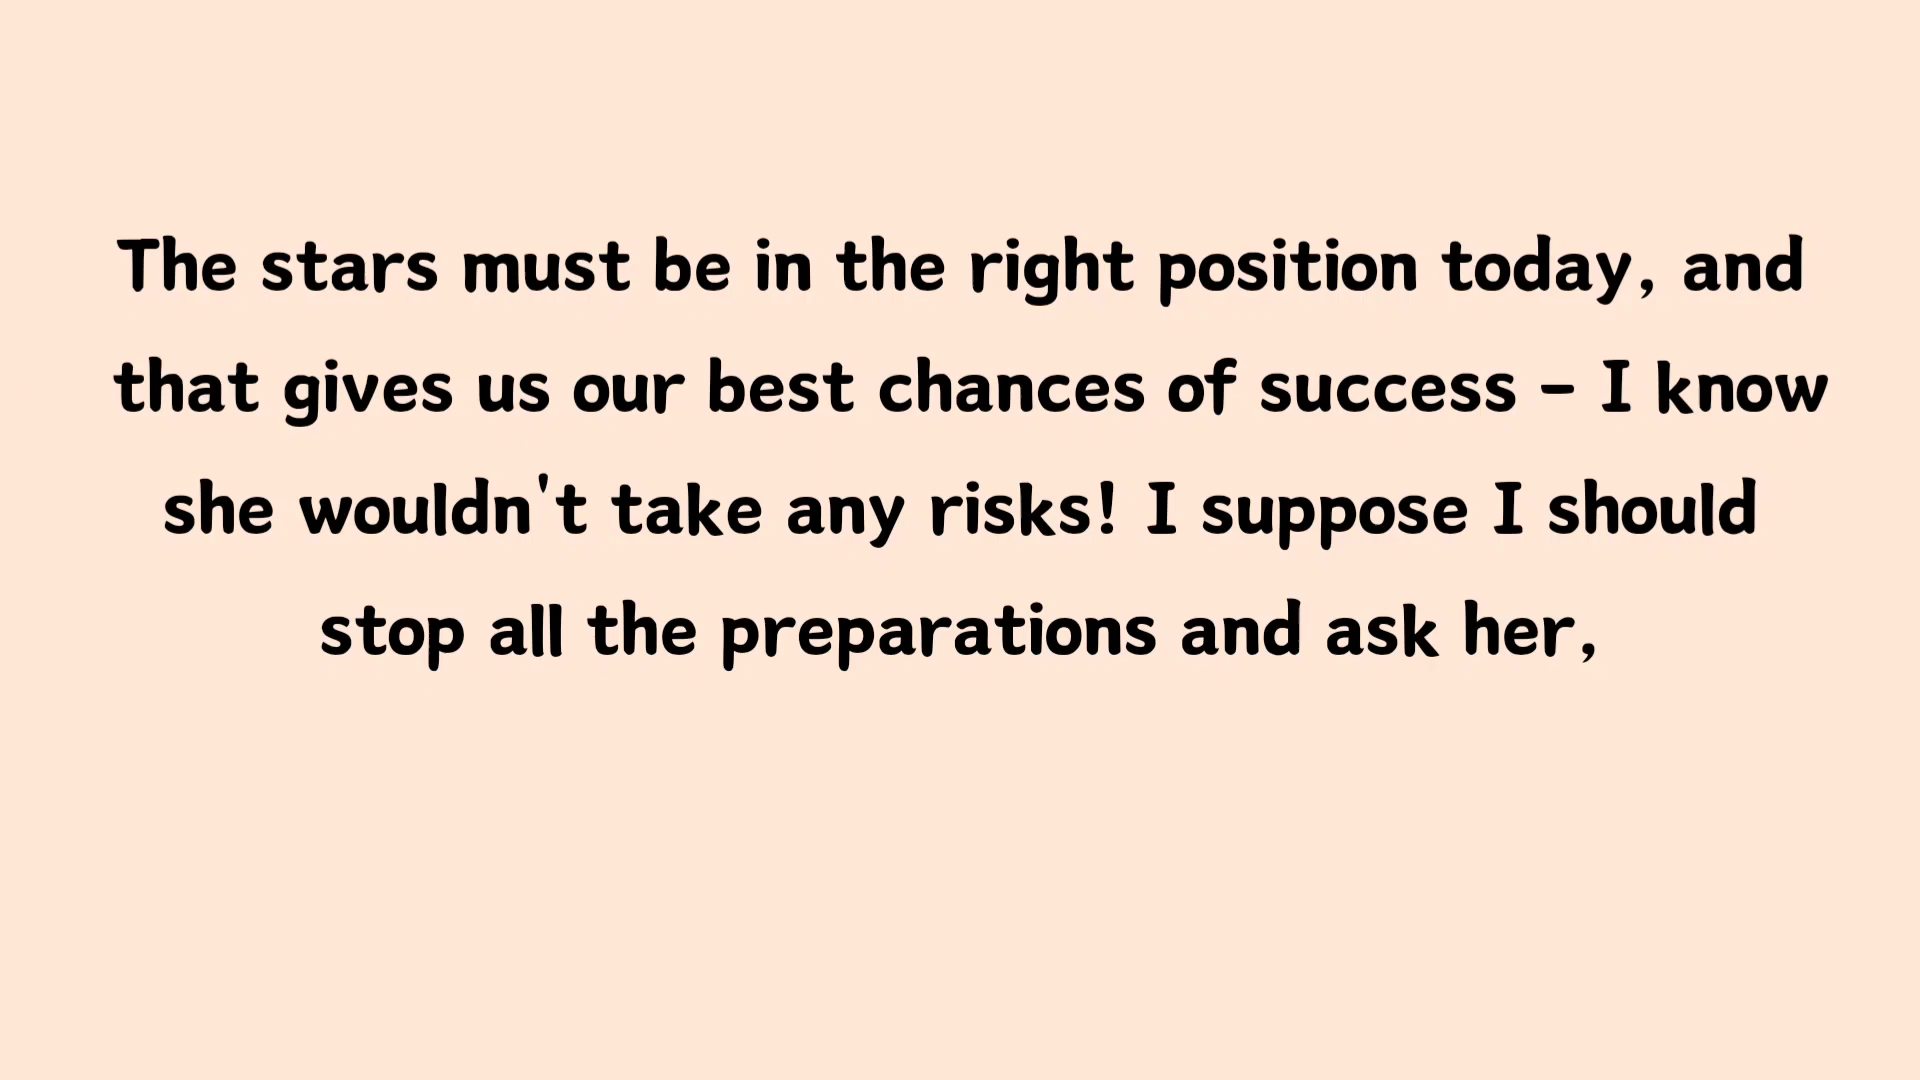 The stars must be in the right position today, and
that gives us our best chances of success - I know
she wouldn't take any risks! I suppose I should
stop all the preparations and ask her,